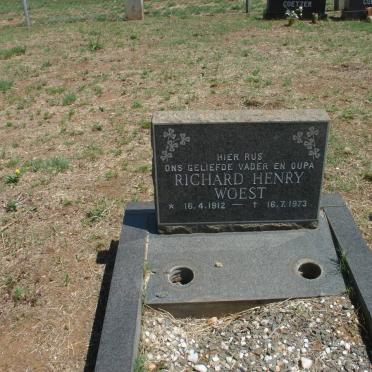 COETZER
HIER RUS
ONS GELIEFDE VADER EN OUPA
RICHARD HENRY
WOEST
* 16.4.1912 — † 16.7.1973